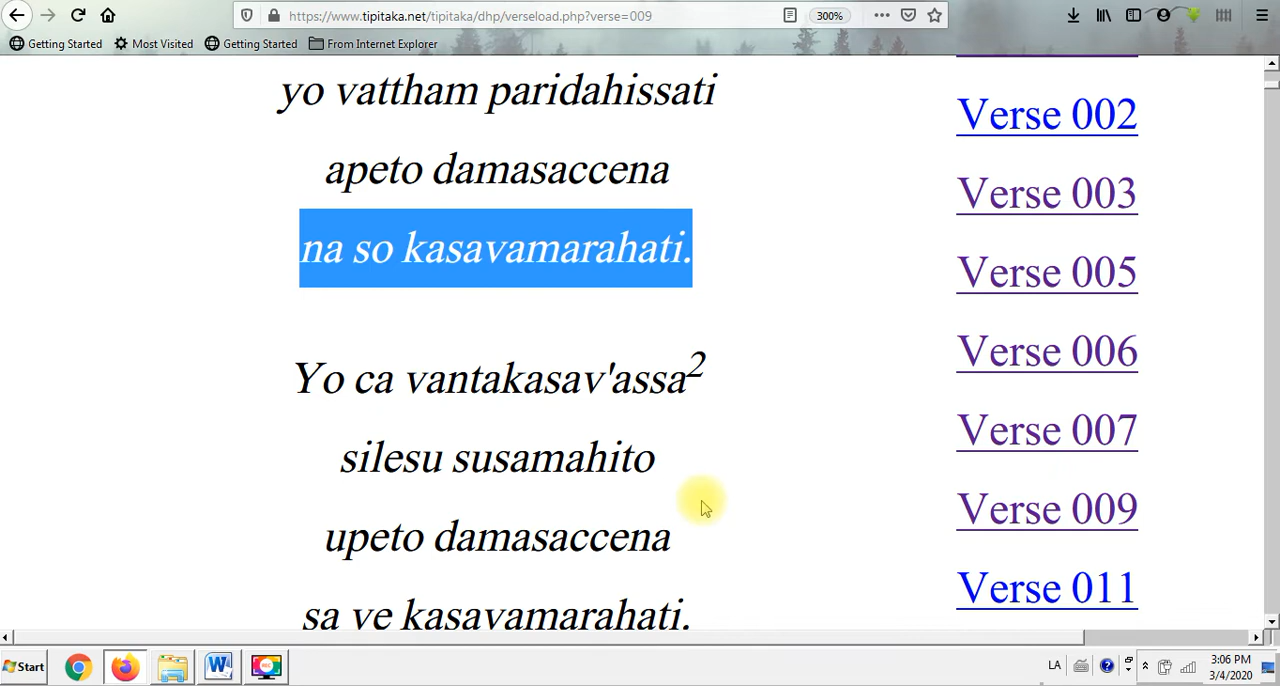 https://www.tipitaka.net/tipitaka/dhp/verseload.php?verse=009
300%
Getting Started
Most Visited
Getting Started
From Internet Explorer
yo vattham paridahissati
apeto damasaccena
na so kasavamarahati.
Yo ca vantakasav'assa2
silesu susamahito
upeto damasaccena
sa ve kasavamarahati.
Verse 002
Verse 003
Verse 005
Verse 006
Verse 007
Verse 009
Verse 011
Start
LA
3:06 PM
3/4/2020